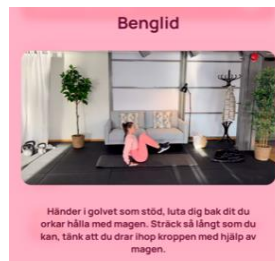 Benglid
Händer i golvet som stöd, luta dig bak dit du
orkar hålla med magen. Sträck så långt som du
kan, tänk att du drar ihop kroppen med hjälp av
magen.